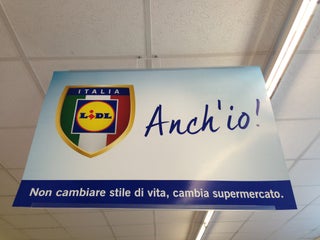 ITALIA
LIDL
Anch'io!
Non cambiare stile di vita, cambia supermercato.